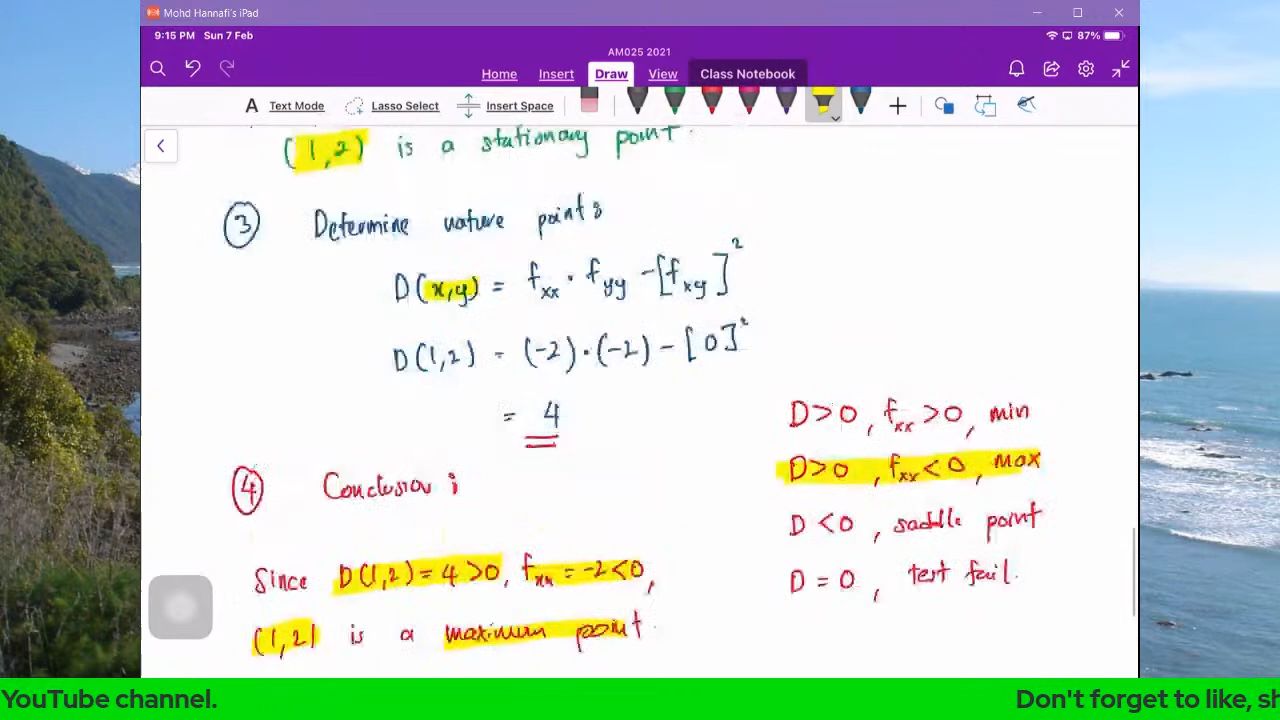 Mohd Hannafi's iPad
9:15 PM Sun 7 Feb
87%
AM025 2021
Home Insert Draw View Class Notebook
A Text Mode Lasso Select Insert Space
(1,2) is a stationary point.
③ Determine nature points
D(x,y) = fxx · fyy - [fxy]²
D(1,2) = (-2)·(-2) - [0]²
= 4
D>0, fxx>0, min
D>0, fxx<0, max
D<0, saddle point
D=0, test fail.
④ Conclusion :
Since D(1,2)=4>0, fxx=-2<0,
(1,2) is a maximum point.
YouTube channel. Don't forget to like, sh